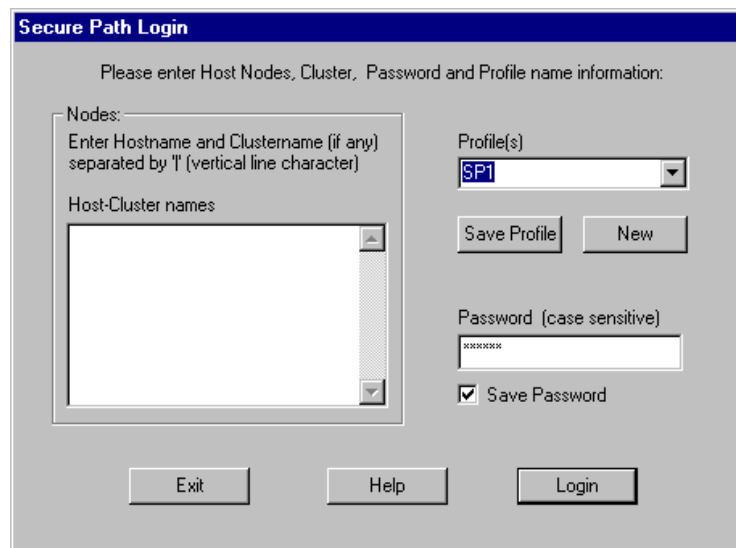 Secure Path Login
Please enter Host Nodes, Cluster, Password and Profile name information:
Nodes:
Enter Hostname and Clustername (if any)
separated by '|' (vertical line character)
Host-Cluster names
Profile(s)
SP1
Save Profile
New
Password (case sensitive)
xxxxxx
Save Password
Exit
Help
Login